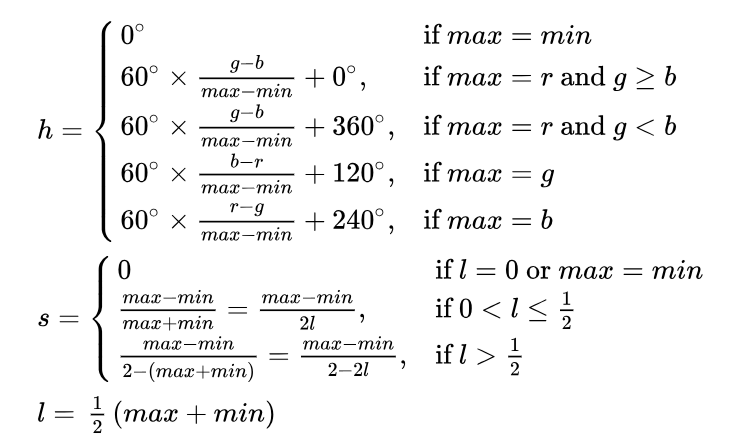 h = { 0° if max = min
60° × (g−b)/(max−min) + 0°, if max = r and g ≥ b
60° × (g−b)/(max−min) + 360°, if max = r and g < b
60° × (b−r)/(max−min) + 120°, if max = g
60° × (r−g)/(max−min) + 240°, if max = b
s = { 0 if l = 0 or max = min
(max−min)/(max+min) = (max−min)/(2l), if 0 < l ≤ 1/2
(max−min)/(2−(max+min)) = (max−min)/(2−2l), if l > 1/2
l = 1/2 (max + min)